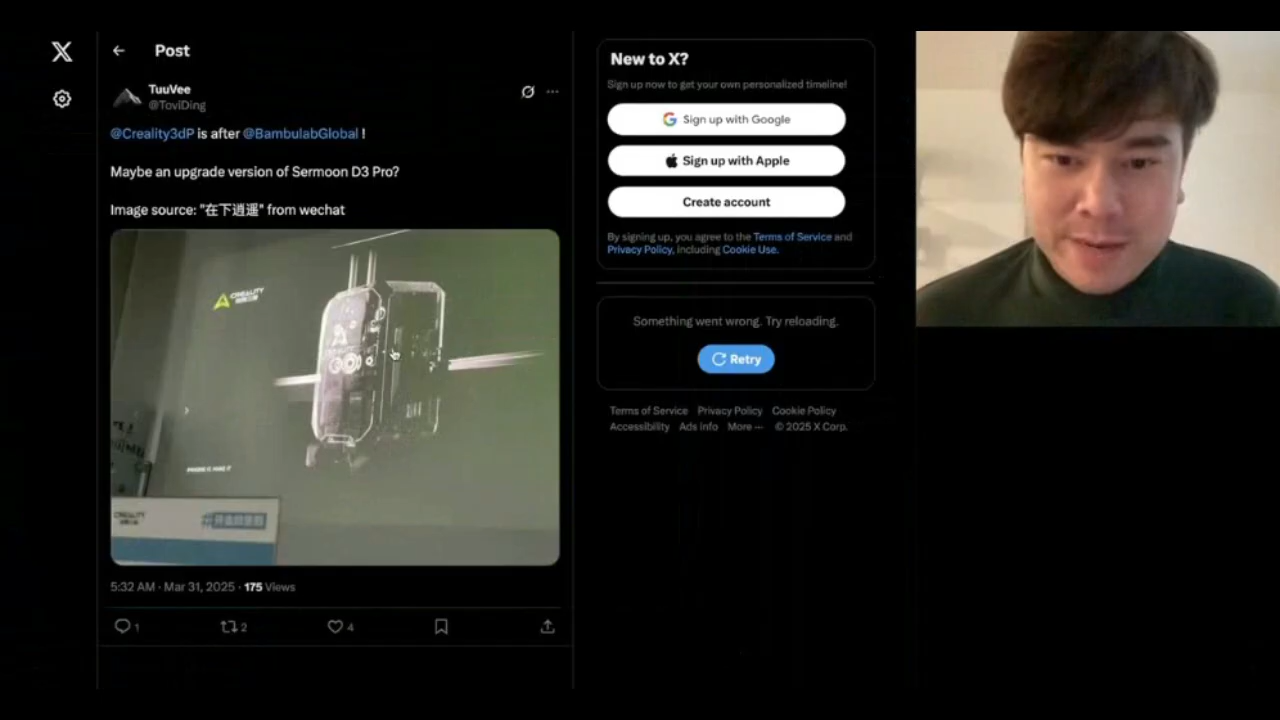 Post
TuuVee
@ToviDing
@Creality3dP is after @BambulabGlobal !
Maybe an upgrade version of Sermoon D3 Pro?
Image source: "在下逍遥" from wechat
CREALITY
CREALITY
5:32 AM · Mar 31, 2025 · 175 Views
1
2
4
New to X?
Sign up now to get your own personalized timeline!
Sign up with Google
Sign up with Apple
Create account
By signing up, you agree to the Terms of Service and
Privacy Policy, including Cookie Use.
Something went wrong. Try reloading.
Retry
Terms of Service Privacy Policy Cookie Policy
Accessibility Ads info More ··· © 2025 X Corp.